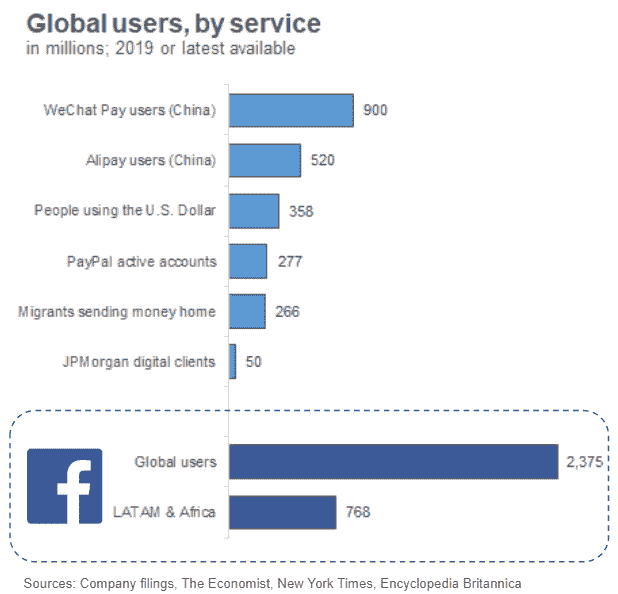 Global users, by service
in millions; 2019 or latest available
WeChat Pay users (China) 900
Alipay users (China) 520
People using the U.S. Dollar 358
PayPal active accounts 277
Migrants sending money home 266
JPMorgan digital clients 50
f
Global users 2,375
LATAM & Africa 768
Sources: Company filings, The Economist, New York Times, Encyclopedia Britannica